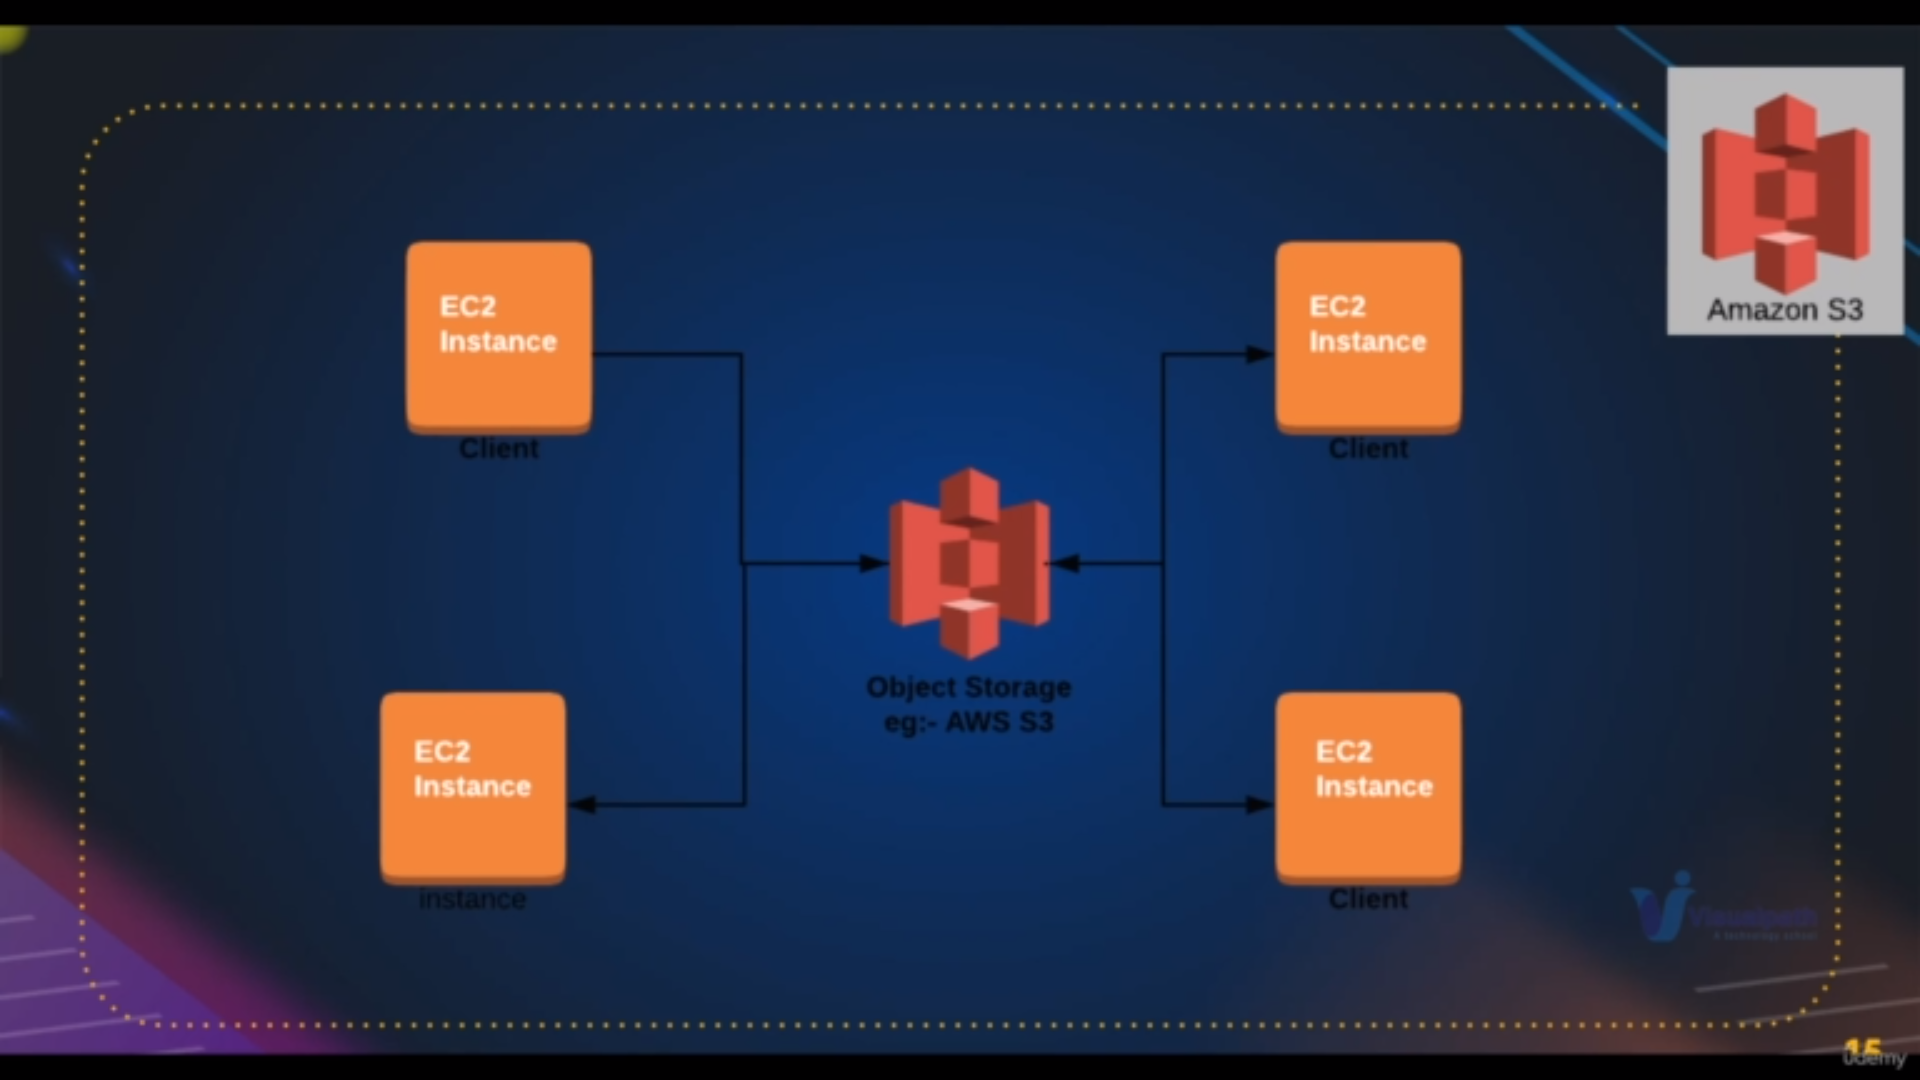 Amazon S3
EC2
Instance
Client
EC2
Instance
Client
Object Storage
eg:- AWS S3
EC2
Instance
instance
EC2
Instance
Client
Visualpath
15
ûdemy